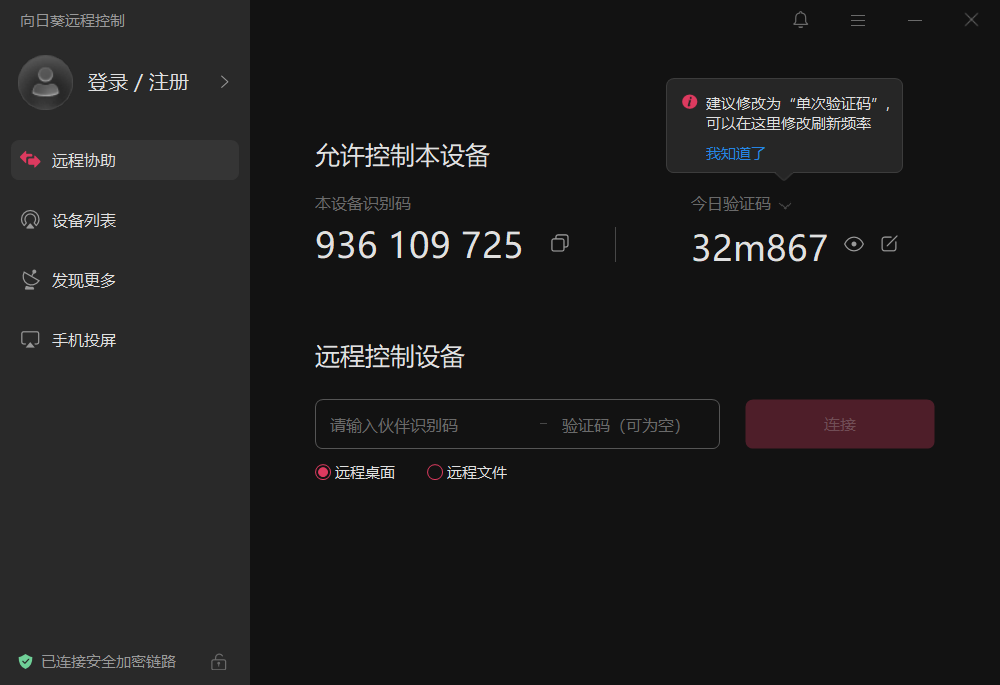 向日葵远程控制
登录 / 注册
远程协助
设备列表
发现更多
手机投屏
已连接安全加密链路
建议修改为“单次验证码”,
可以在这里修改刷新频率
我知道了
允许控制本设备
本设备识别码
936 109 725
今日验证码
32m867
远程控制设备
请输入伙伴识别码 - 验证码（可为空）
连接
远程桌面 远程文件